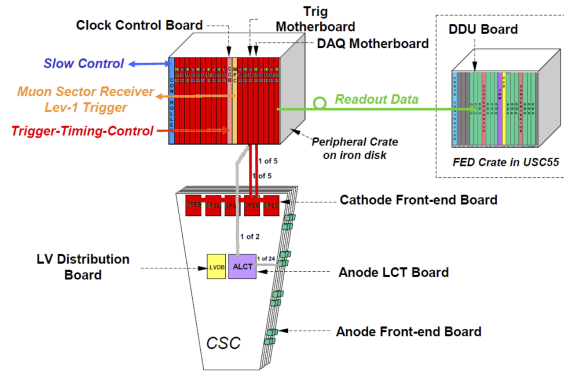 Trig
Motherboard
Clock Control Board
DAQ Motherboard
DDU Board
Slow Control
Muon Sector Receiver
Lev-1 Trigger
Readout Data
Trigger-Timing-Control
Peripheral Crate
on iron disk
FED Crate in USC55
CONTROLLER
1 of 5
1 of 5
Cathode Front-end Board
1 of 2
LV Distribution
Board
LVDB
ALCT
1 of 24
Anode LCT Board
Anode Front-end Board
CSC